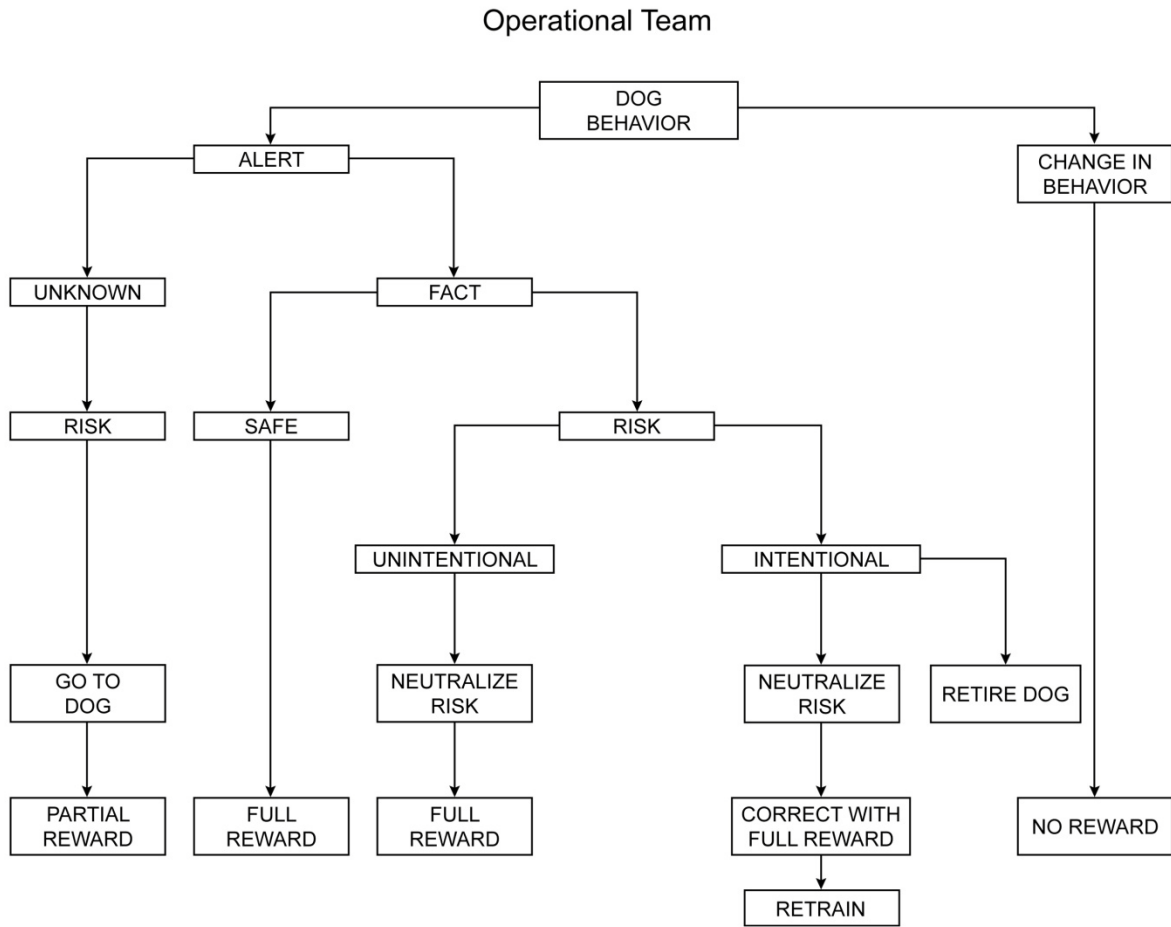 Operational Team
DOG
BEHAVIOR
ALERT
CHANGE IN
BEHAVIOR
UNKNOWN
FACT
RISK
SAFE
RISK
UNINTENTIONAL
INTENTIONAL
GO TO
DOG
NEUTRALIZE
RISK
NEUTRALIZE
RISK
RETIRE DOG
PARTIAL
REWARD
FULL
REWARD
FULL
REWARD
CORRECT WITH
FULL REWARD
NO REWARD
RETRAIN